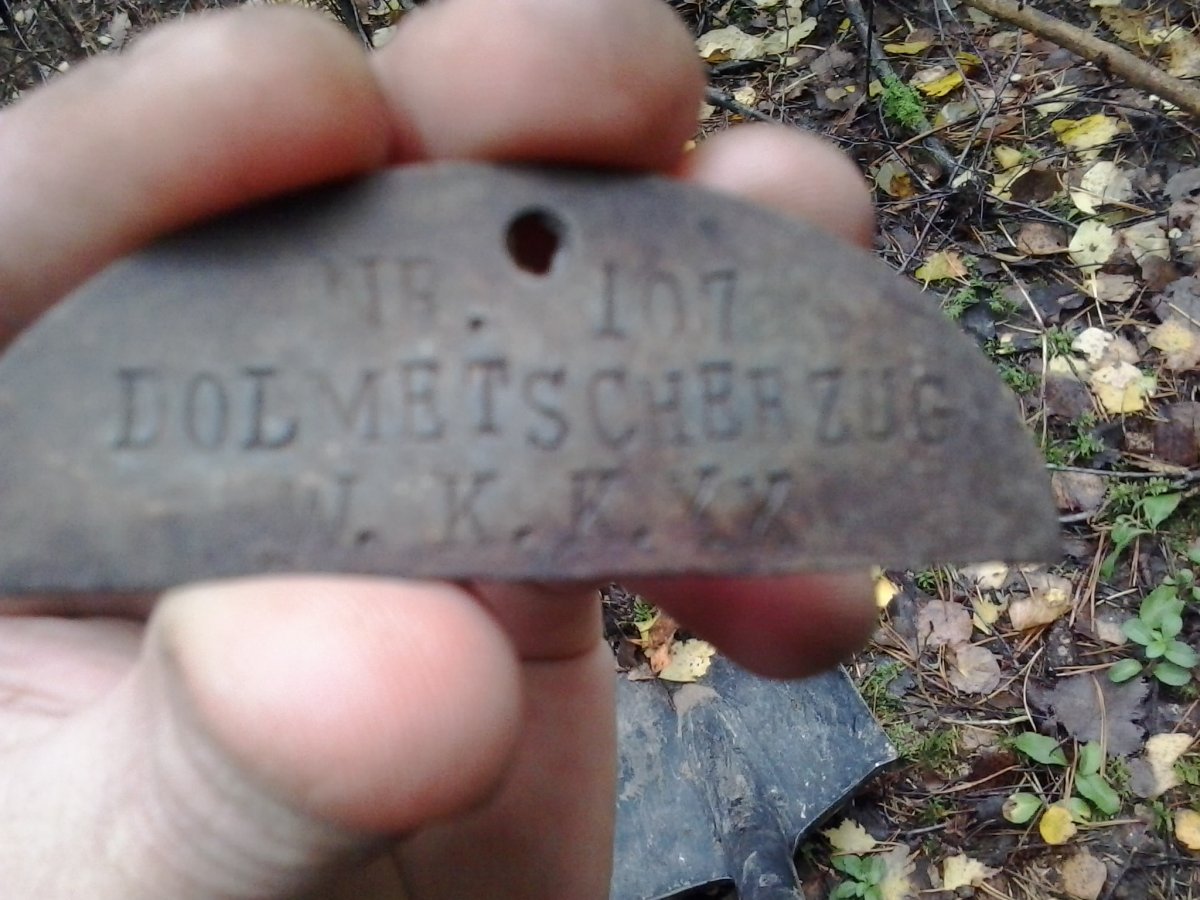 NR. 107
DOLMETSCHERZUG
W.K.K.XX